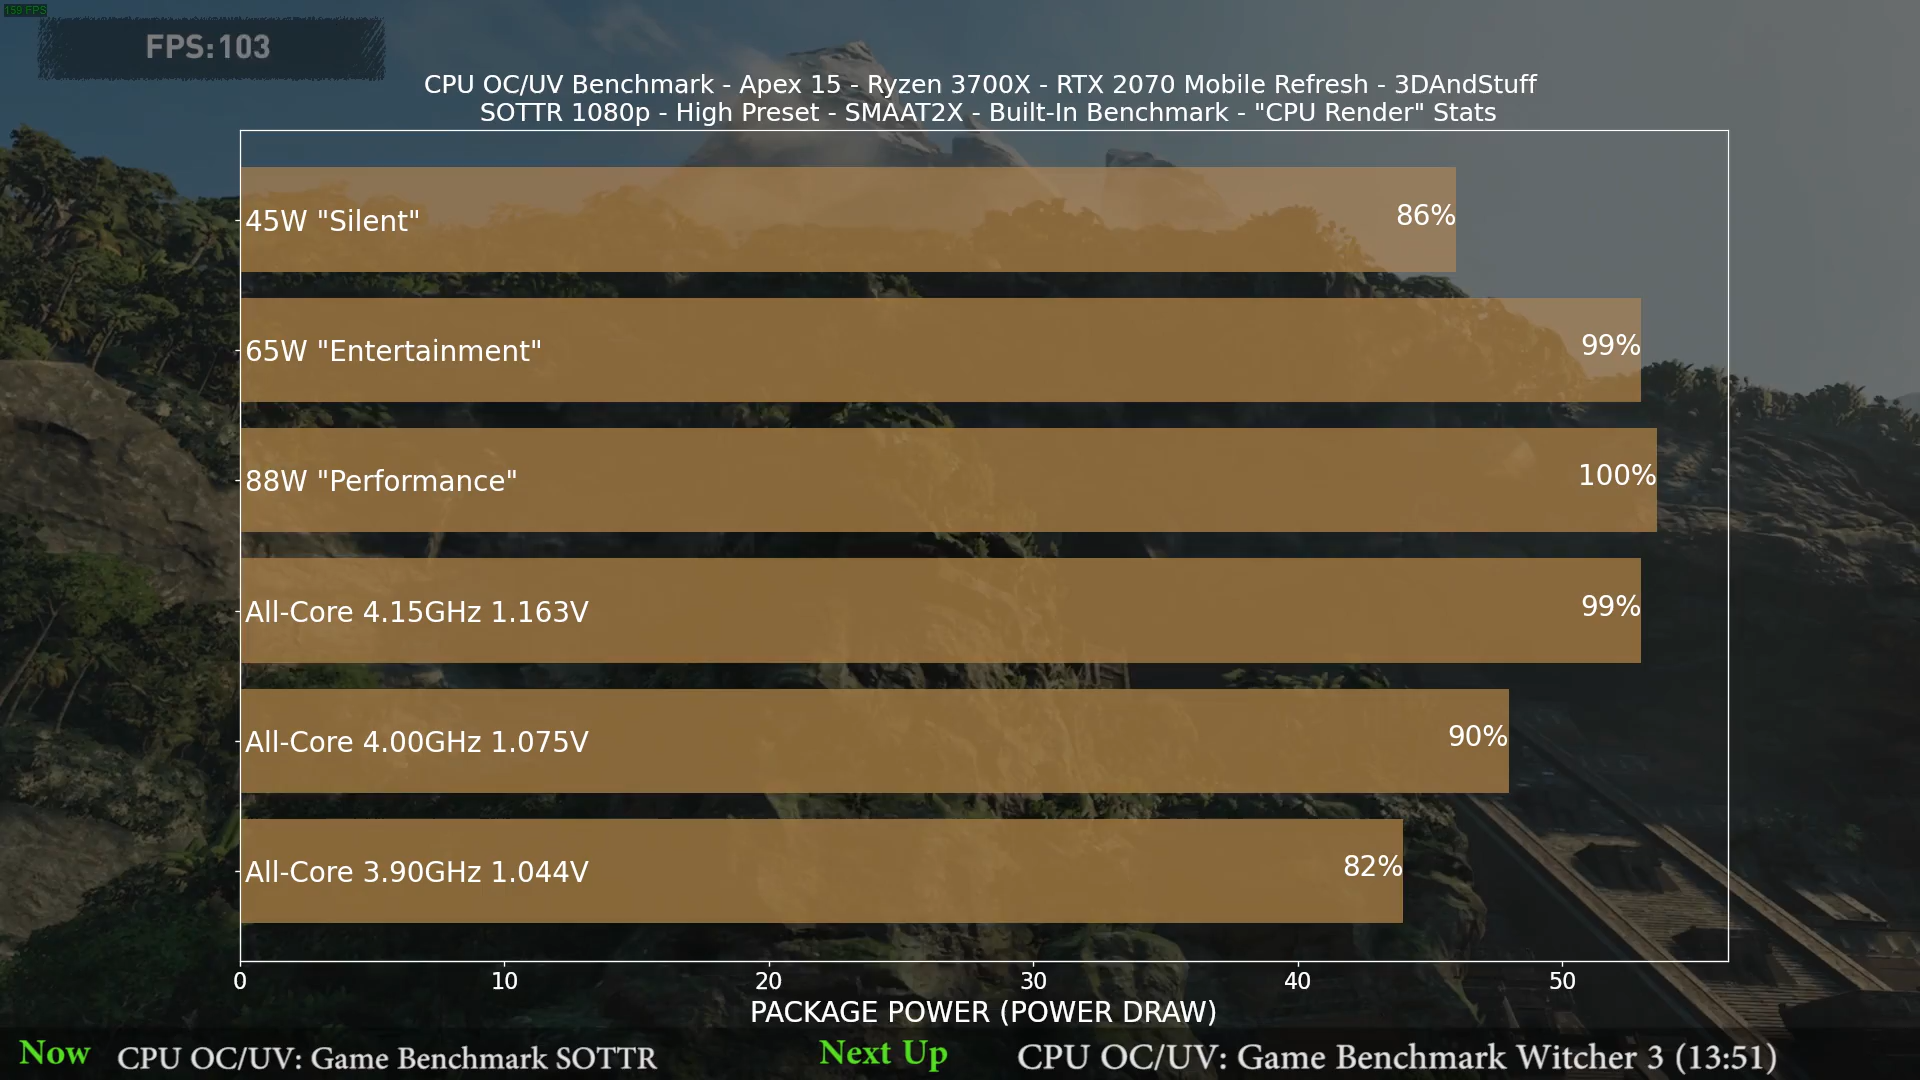 159 FPS
FPS:103
CPU OC/UV Benchmark - Apex 15 - Ryzen 3700X - RTX 2070 Mobile Refresh - 3DAndStuff
SOTTR 1080p - High Preset - SMAAT2X - Built-In Benchmark - "CPU Render" Stats
45W "Silent" 86%
65W "Entertainment" 99%
88W "Performance" 100%
All-Core 4.15GHz 1.163V 99%
All-Core 4.00GHz 1.075V 90%
All-Core 3.90GHz 1.044V 82%
0 10 20 30 40 50
PACKAGE POWER (POWER DRAW)
Now CPU OC/UV: Game Benchmark SOTTR Next Up CPU OC/UV: Game Benchmark Witcher 3 (13:51)